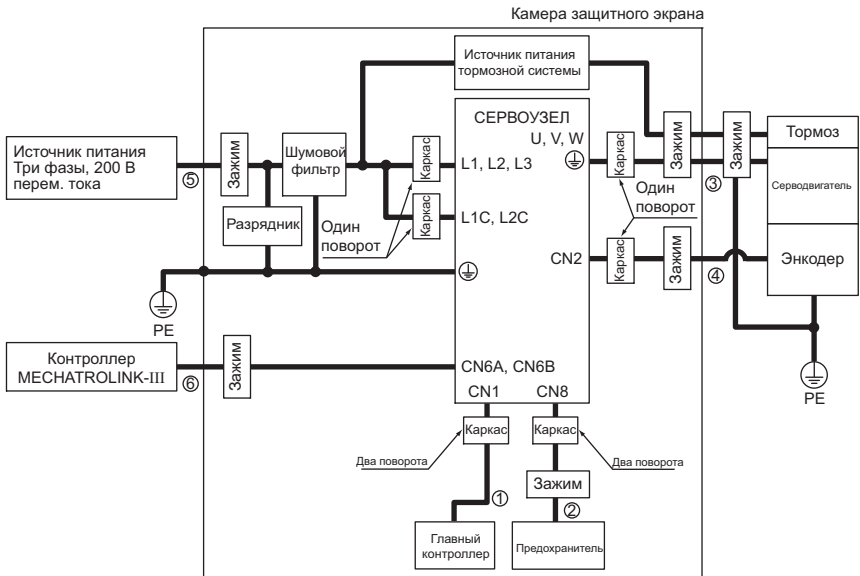 Камера защитного экрана
Источник питания
тормозной системы
СЕРВОУЗЕЛ
U, V, W
Источник питания
Три фазы, 200 В
перем. тока
⑤
Зажим
Шумовой
фильтр
Каркас
L1, L2, L3
Каркас
Зажим
Зажим
Тормоз
③
Серводвигатель
Разрядник
Один
поворот
Каркас
L1C, L2C
Один
поворот
CN2
Каркас
Зажим
④
Энкодер
PE
PE
Контроллер
MECHATROLINK-III
⑥
Зажим
CN6A, CN6B
CN1
CN8
Каркас
Каркас
Два поворота
Два поворота
Зажим
①
②
Главный
контроллер
Предохранитель